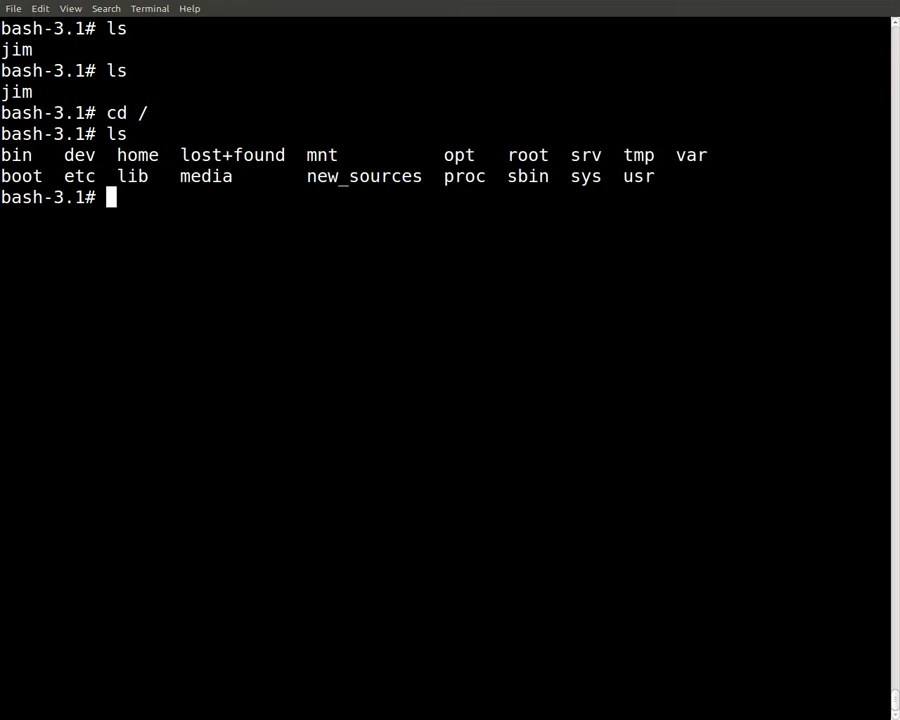 File Edit View Search Terminal Help
bash-3.1# ls
jim
bash-3.1# ls
jim
bash-3.1# cd /
bash-3.1# ls
bin dev home lost+found mnt opt root srv tmp var
boot etc lib media new_sources proc sbin sys usr
bash-3.1#